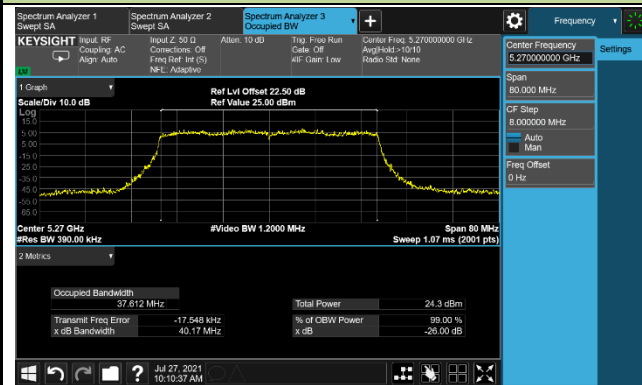 Spectrum Analyzer 1
Swept SA
Spectrum Analyzer 2
Swept SA
Spectrum Analyzer 3
Occupied BW
Frequency
KEYSIGHT
Input: RF
Coupling: AC
Align: Auto
Input Z: 50 Ω
Corrections: Off
Freq Ref: Int (S)
NFE: Adaptive
Atten: 10 dB
Trig: Free Run
Gate: Off
#IF Gain: Low
Center Freq: 5.270000000 GHz
Avg|Hold:>10/10
Radio Std: None
Center Frequency
5.270000000 GHz
Settings
Span
80.000 MHz
CF Step
8.000000 MHz
Auto
Man
Freq Offset
0 Hz
1 Graph
Scale/Div 10.0 dB
Ref Lvl Offset 22.50 dB
Ref Value 25.00 dBm
Log
15.0
5.00
-5.00
-15.0
-25.0
-35.0
-45.0
-55.0
-65.0
Center 5.27 GHz
#Res BW 390.00 kHz
#Video BW 1.2000 MHz
Span 80 MHz
Sweep 1.07 ms (2001 pts)
2 Metrics
Occupied Bandwidth
37.612 MHz
Total Power 24.3 dBm
Transmit Freq Error -17.548 kHz
% of OBW Power 99.00 %
x dB Bandwidth 40.17 MHz
x dB -26.00 dB
Jul 27, 2021
10:10:37 AM